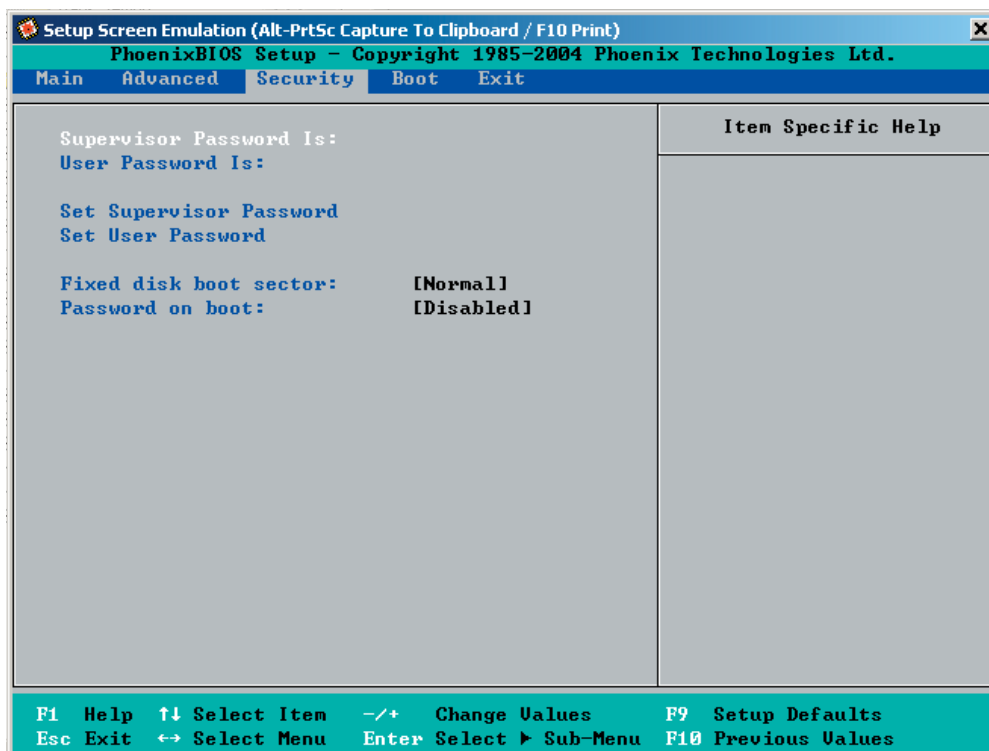 Setup Screen Emulation (Alt-PrtSc Capture To Clipboard / F10 Print)
PhoenixBIOS Setup - Copyright 1985-2004 Phoenix Technologies Ltd.
Main Advanced Security Boot Exit
Item Specific Help
Supervisor Password Is:
User Password Is:
Set Supervisor Password
Set User Password
Fixed disk boot sector: [Normal]
Password on boot: [Disabled]
F1 Help ↑↓ Select Item -/+ Change Values F9 Setup Defaults
Esc Exit ↔ Select Menu Enter Select ▶ Sub-Menu F10 Previous Values